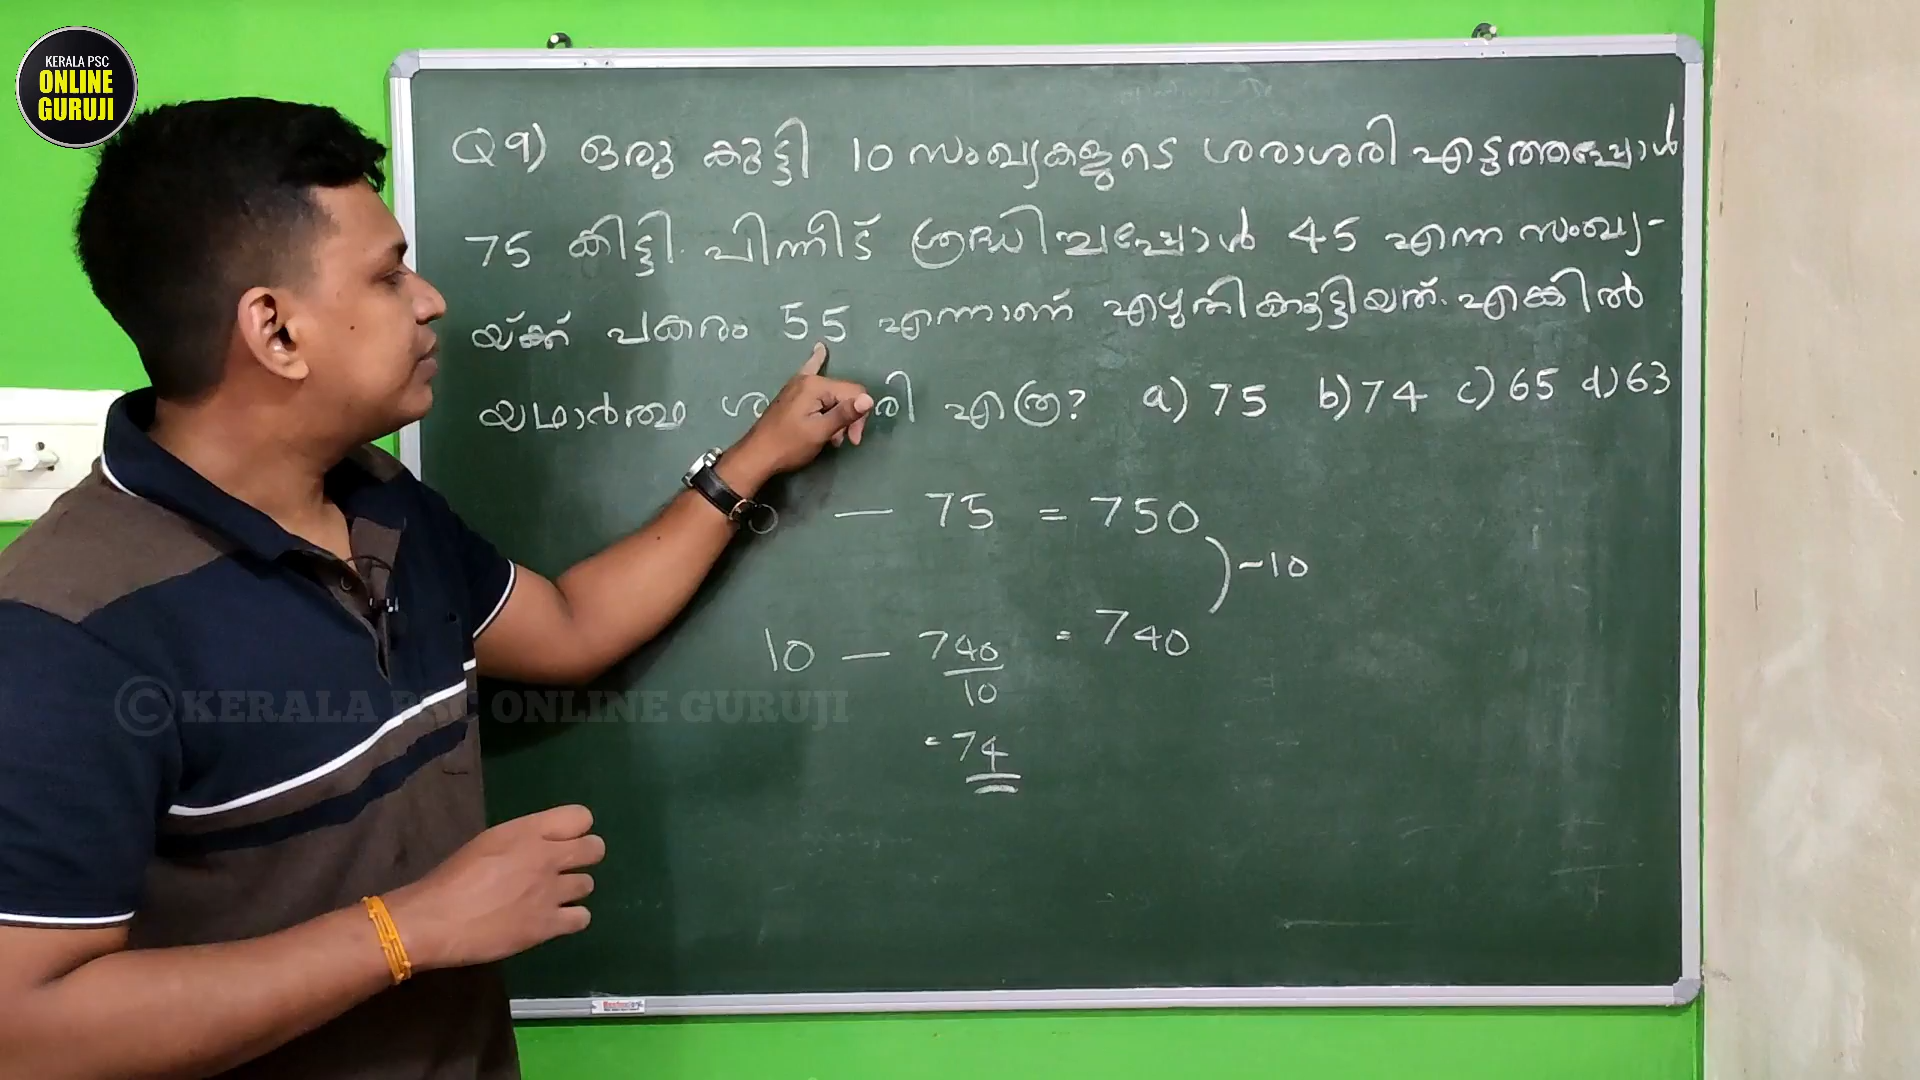 KERALA PSC
ONLINE
GURUJI
Q9) ഒരു കുട്ടി 10 സംഖ്യകളുടെ ശരാശരി എടുത്തപ്പോൾ
75 കിട്ടി. പിന്നീട് ശ്രദ്ധിച്ചപ്പോൾ 45 എന്ന സംഖ്യ-
യ്ക്ക് പകരം 55 എന്നാണ് എഴുതികൂട്ടിയത്. എങ്കിൽ
യഥാർത്ഥ എത്ര? a) 75 b) 74 c) 65 d) 63
— 75 = 750
) -10
10 — 740/10 = 740
= 74
©KERALA PSC ONLINE GURUJI